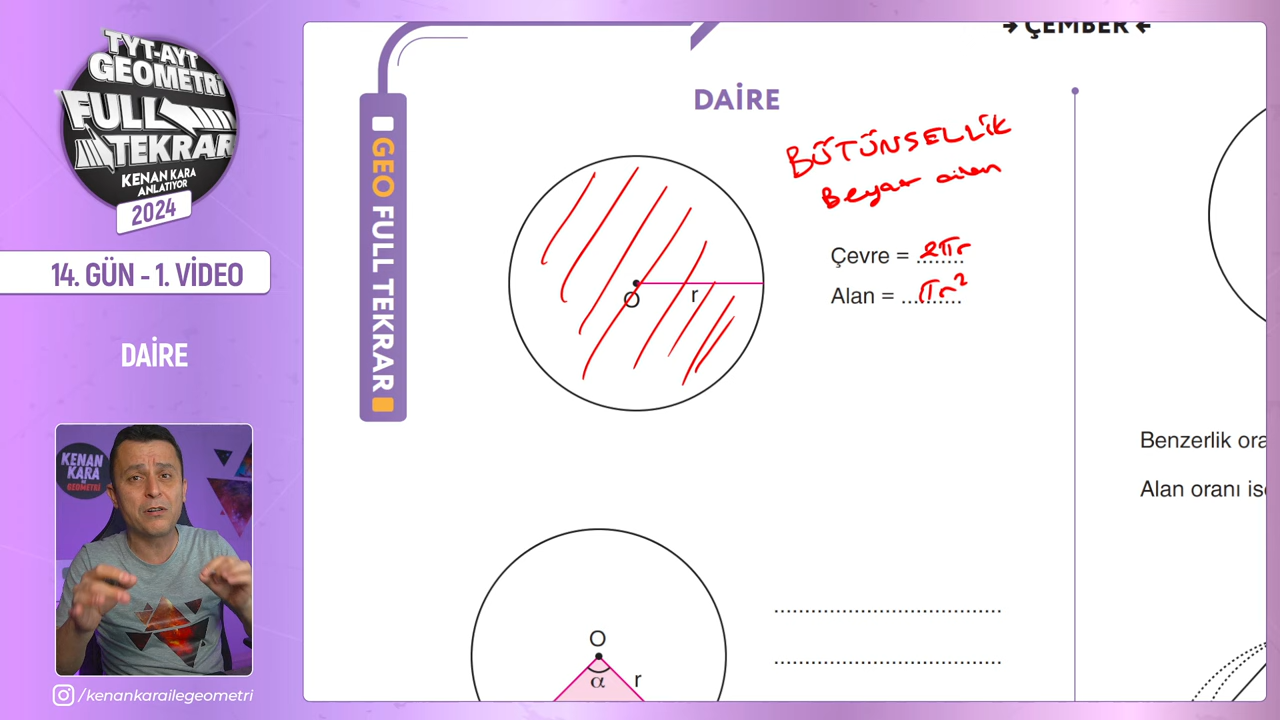 TYT-AYT
GEOMETRİ
FULL
TEKRAR
KENAN KARA
ANLATIYOR
2024
14. GÜN - 1. VİDEO
DAİRE
KENAN
KARA
GEOMETRİ
/kenankarailegeometri
GEO FULL TEKRAR
→ ÇEMBER ←
DAİRE
BÜTÜNSELLİK
Beyaz alan
Çevre = 2πr
Alan = πr²
O
r
Benzerlik ora
Alan oranı ise
O
α
r